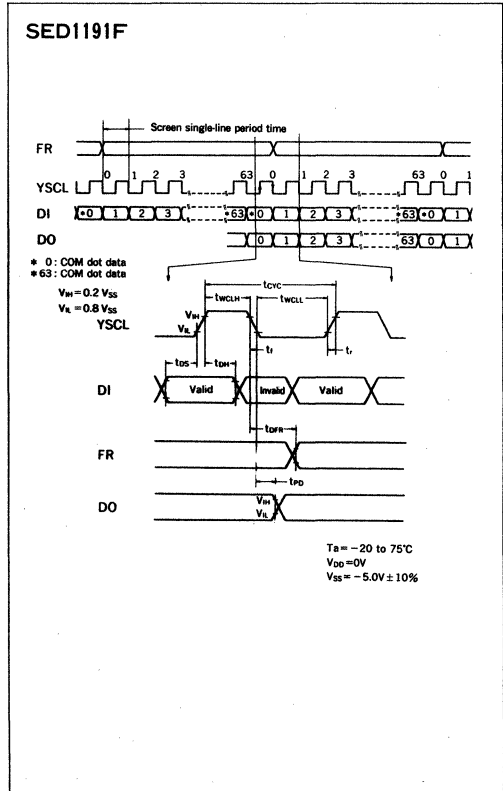 SED1191F
Screen single-line period time
FR
0 1 2 3 63 0 1 2 3 63 0 1
YSCL
DI *0 1 2 3 *63 *0 1 2 3 *63 *0 1
DO 0 1 2 3 63 0 1
* 0 : COM dot data
* 63 : COM dot data
VIH = 0.2 VSS
VIL = 0.8 VSS
tCYC
tWCLH tWCLL
YSCL VIH
VIL
tf tr
tDS tDH
DI Valid Invalid Valid
tDFR
FR
tPD
DO VIH
VIL
Ta = −20 to 75°C
VDD = 0V
VSS = −5.0V ± 10%